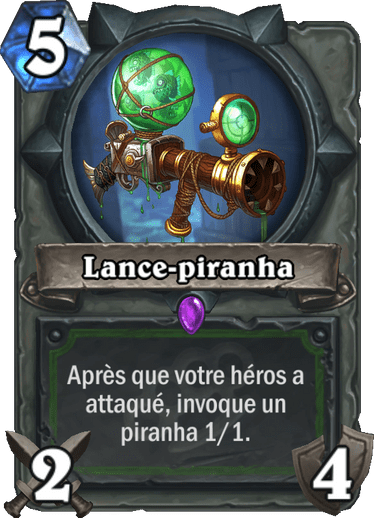 5
Lance-piranha
Après que votre héros a
attaqué, invoque un
piranha 1/1.
2
4